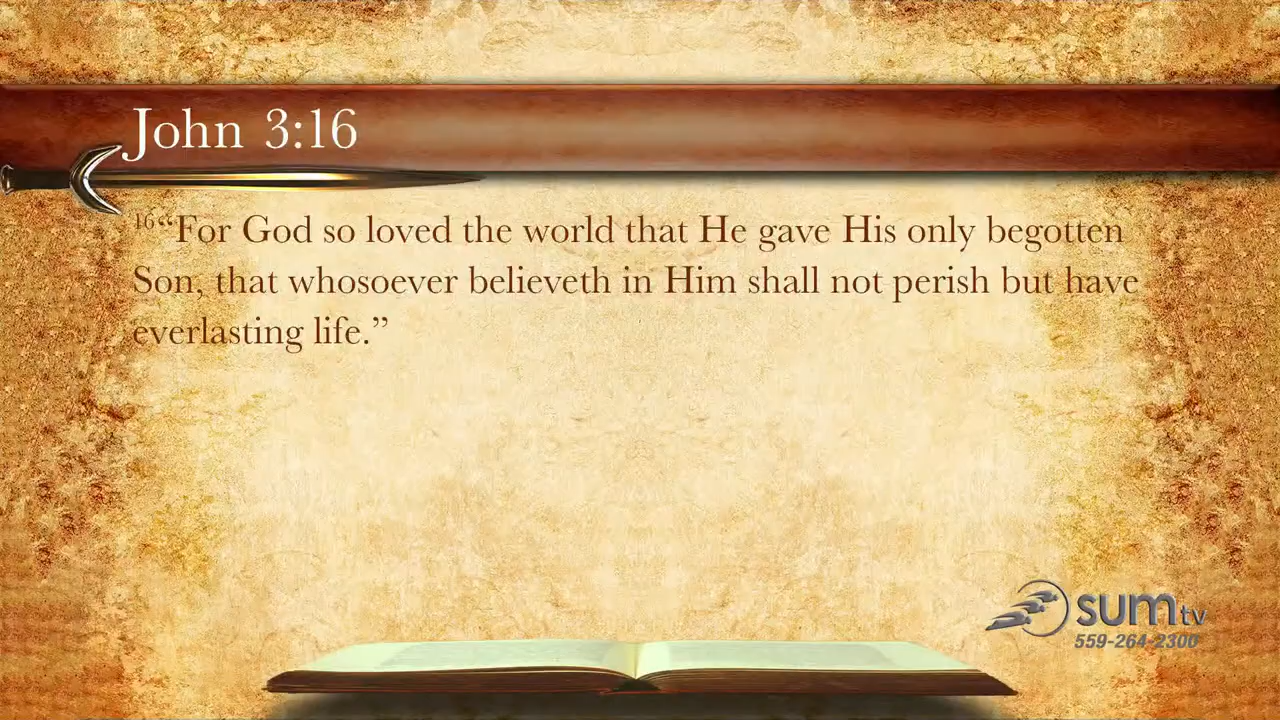 John 3:16
16“For God so loved the world that He gave His only begotten
Son, that whosoever believeth in Him shall not perish but have
everlasting life.”
sumtv
559-264-2300